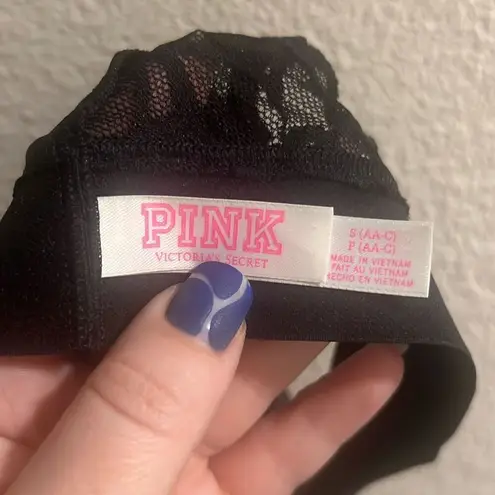 PINK
VICTORIA'S SECRET
S (AA-C)
P (AA-C)
MADE IN VIETNAM
FAIT AU VIETNAM
HECHO EN VIETNAM